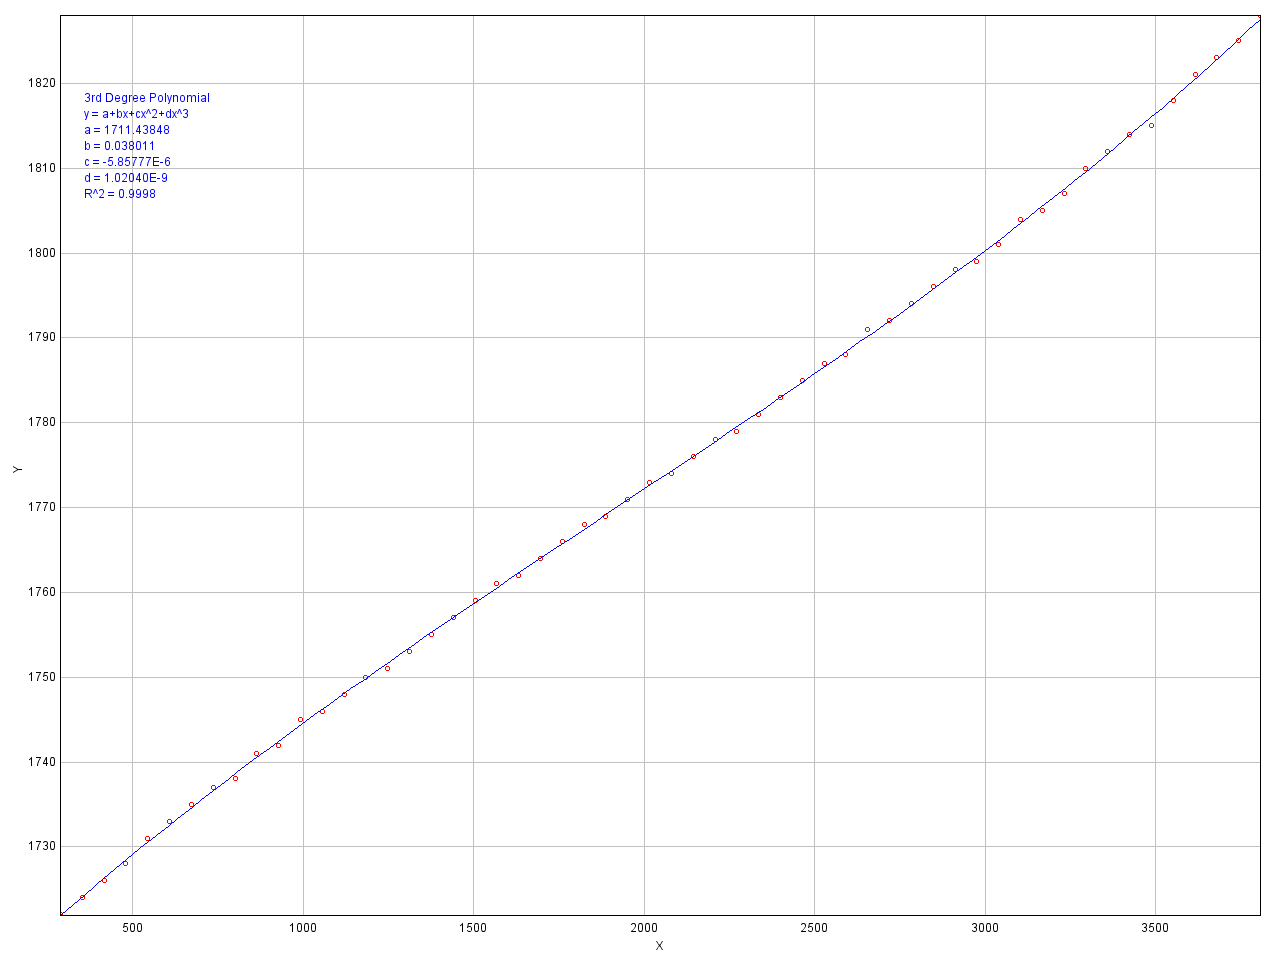 3rd Degree Polynomial
y = a+bx+cx^2+dx^3
a = 1711.43848
b = 0.038011
c = -5.85777E-6
d = 1.02040E-9
R^2 = 0.9998
1820
1810
1800
1790
1780
1770
1760
1750
1740
1730
Y
500 1000 1500 2000 2500 3000 3500
X